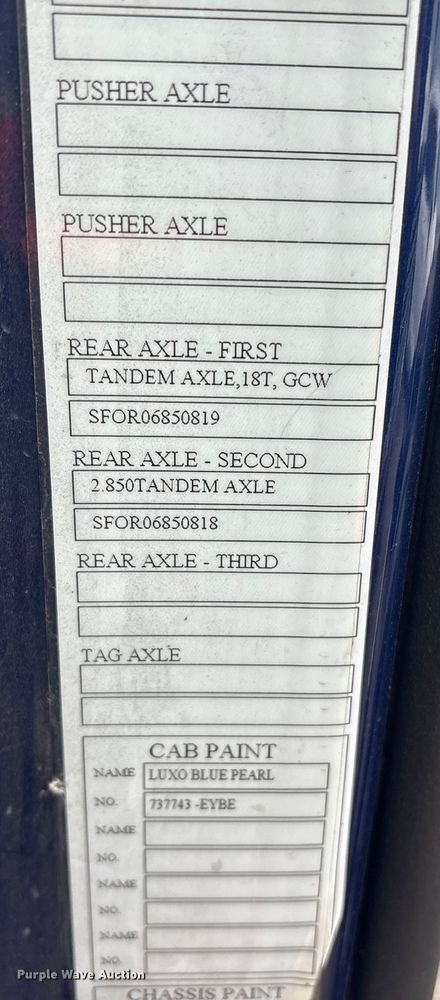 PUSHER AXLE
PUSHER AXLE
REAR AXLE - FIRST
TANDEM AXLE,18T, GCW
SFOR06850819
REAR AXLE - SECOND
2.850TANDEM AXLE
SFOR06850818
REAR AXLE - THIRD
TAG AXLE
CAB PAINT
NAME LUXO BLUE PEARL
NO. 737743 -EYBE
NAME
NO.
NAME
NO.
NAME
NO.
CHASSIS PAINT
Purple Wave Auction